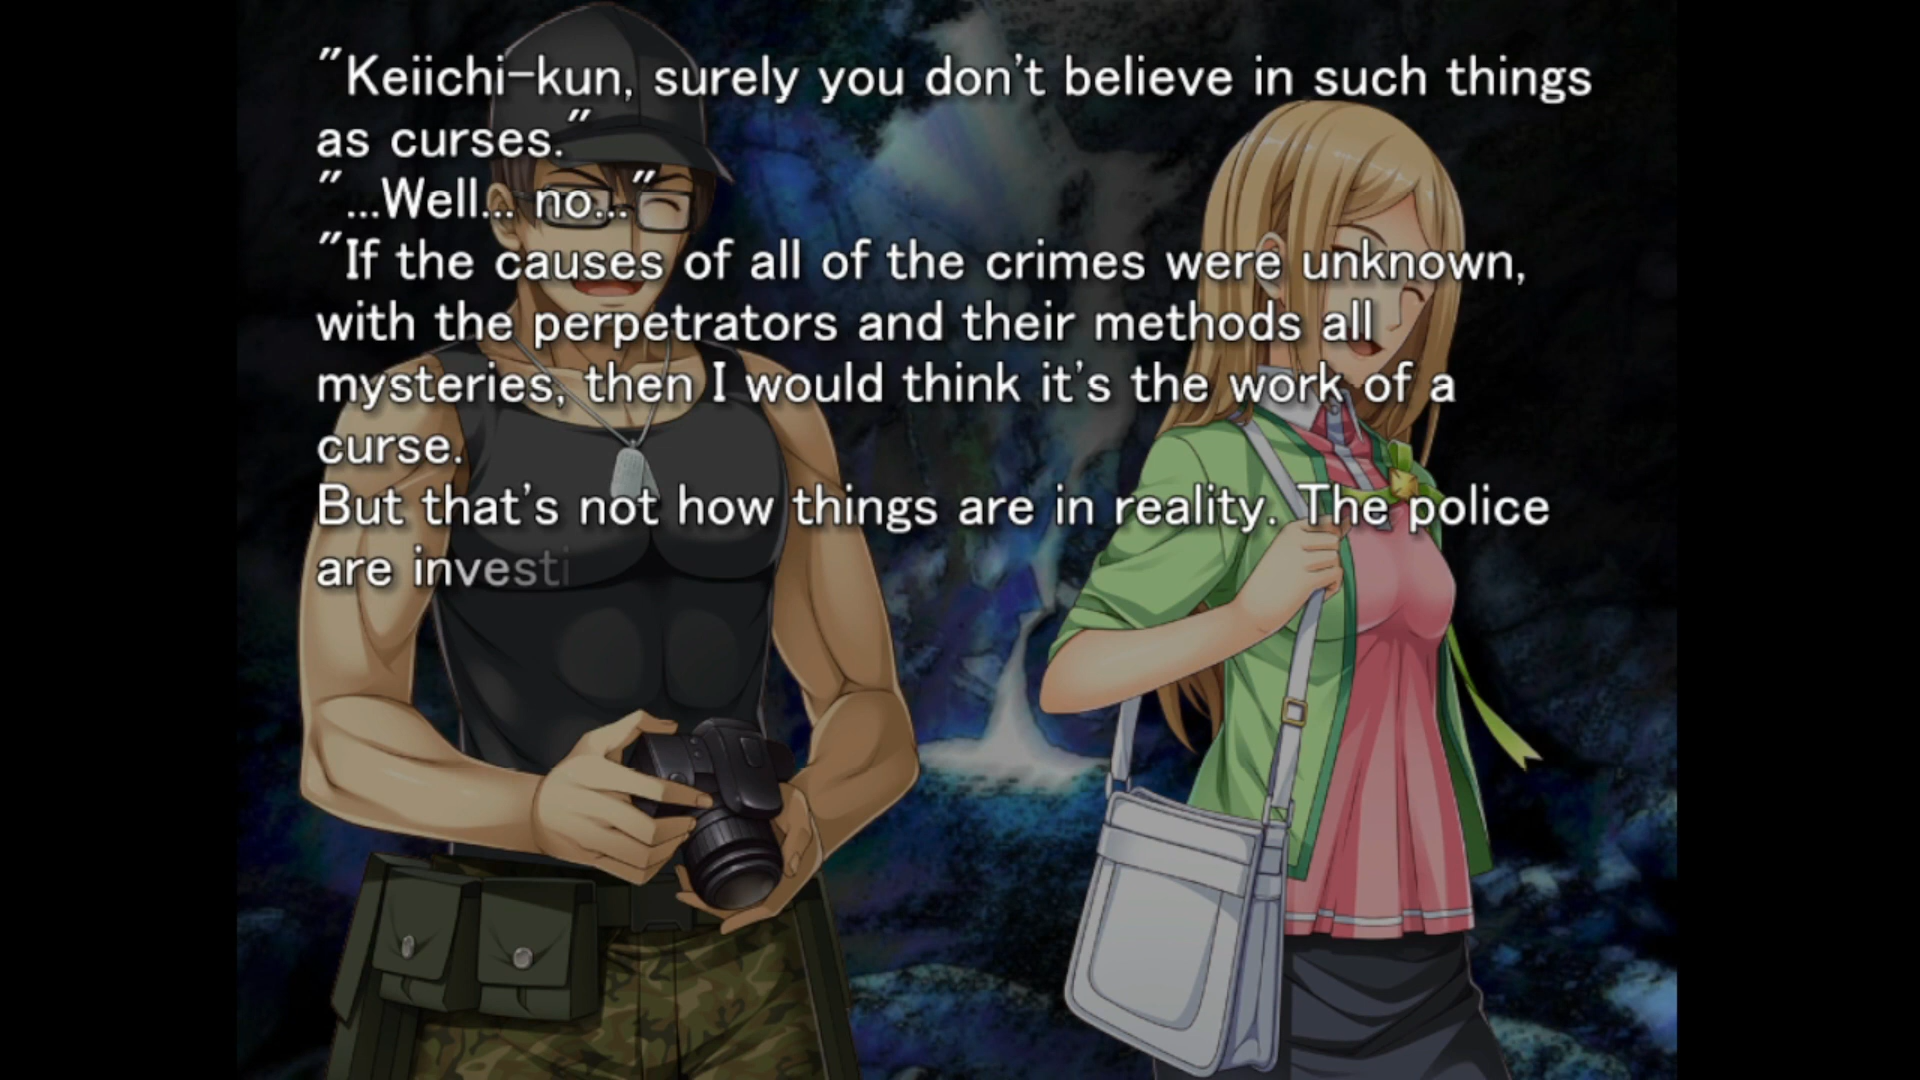 "Keiichi-kun, surely you don't believe in such things
as curses."
"...Well... no..."
"If the causes of all of the crimes were unknown,
with the perpetrators and their methods all
mysteries, then I would think it's the work of a
curse.
But that's not how things are in reality. The police
are investi